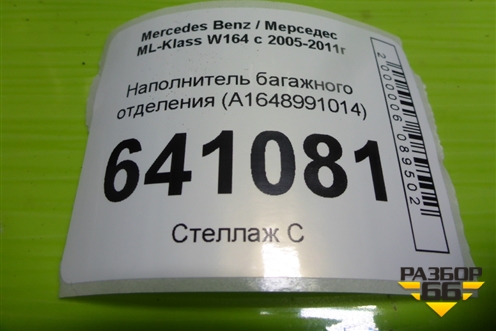 Mercedes Benz / Мерседес
ML-Klass W164 с 2005-2011г
Наполнитель багажного
отделения (A1648991014)
641081
Стеллаж С
2000006089502
РАЗБОР
66